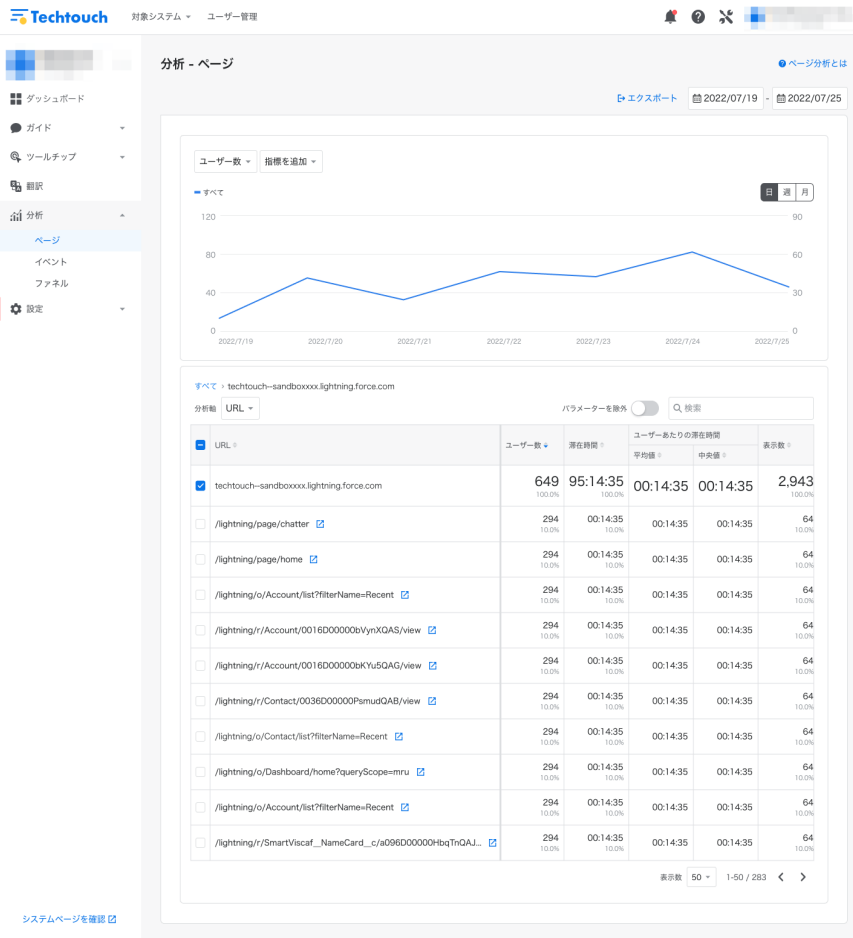 Techtouch 対象システム ユーザー管理
分析 - ページ ページ分析とは
エクスポート 2022/07/19 - 2022/07/25
ダッシュボード
ガイド
ツールチップ
翻訳
分析
ページ
イベント
ファネル
設定
システムページを確認
ユーザー数 指標を追加
すべて 日 週 月
120 90
80 60
40 30
0 0
2022/7/19 2022/7/20 2022/7/21 2022/7/22 2022/7/23 2022/7/24 2022/7/25
すべて › techtouch--sandboxxxx.lightning.force.com
分析軸 URL パラメーターを除外 検索
URL ユーザー数 滞在時間 ユーザーあたりの滞在時間 表示数
平均値 中央値
techtouch--sandboxxxx.lightning.force.com 649 95:14:35 00:14:35 00:14:35 2,943
100.0% 100.0% 100.0%
/lightning/page/chatter 294 00:14:35 00:14:35 00:14:35 64
10.0% 10.0% 10.0%
/lightning/page/home 294 00:14:35 00:14:35 00:14:35 64
10.0% 10.0% 10.0%
/lightning/o/Account/list?filterName=Recent 294 00:14:35 00:14:35 00:14:35 64
10.0% 10.0% 10.0%
/lightning/r/Account/0016D00000bVynXQAS/view 294 00:14:35 00:14:35 00:14:35 64
10.0% 10.0% 10.0%
/lightning/r/Account/0016D00000bKYu5QAG/view 294 00:14:35 00:14:35 00:14:35 64
10.0% 10.0% 10.0%
/lightning/r/Contact/0036D00000PsmudQAB/view 294 00:14:35 00:14:35 00:14:35 64
10.0% 10.0% 10.0%
/lightning/o/Contact/list?filterName=Recent 294 00:14:35 00:14:35 00:14:35 64
10.0% 10.0% 10.0%
/lightning/o/Dashboard/home?queryScope=mru 294 00:14:35 00:14:35 00:14:35 64
10.0% 10.0% 10.0%
/lightning/o/Account/list?filterName=Recent 294 00:14:35 00:14:35 00:14:35 64
10.0% 10.0% 10.0%
/lightning/r/SmartViscaf__NameCard__c/a096D00000HbqTnQAJ... 294 00:14:35 00:14:35 00:14:35 64
10.0% 10.0% 10.0%
表示数 50 1-50 / 283